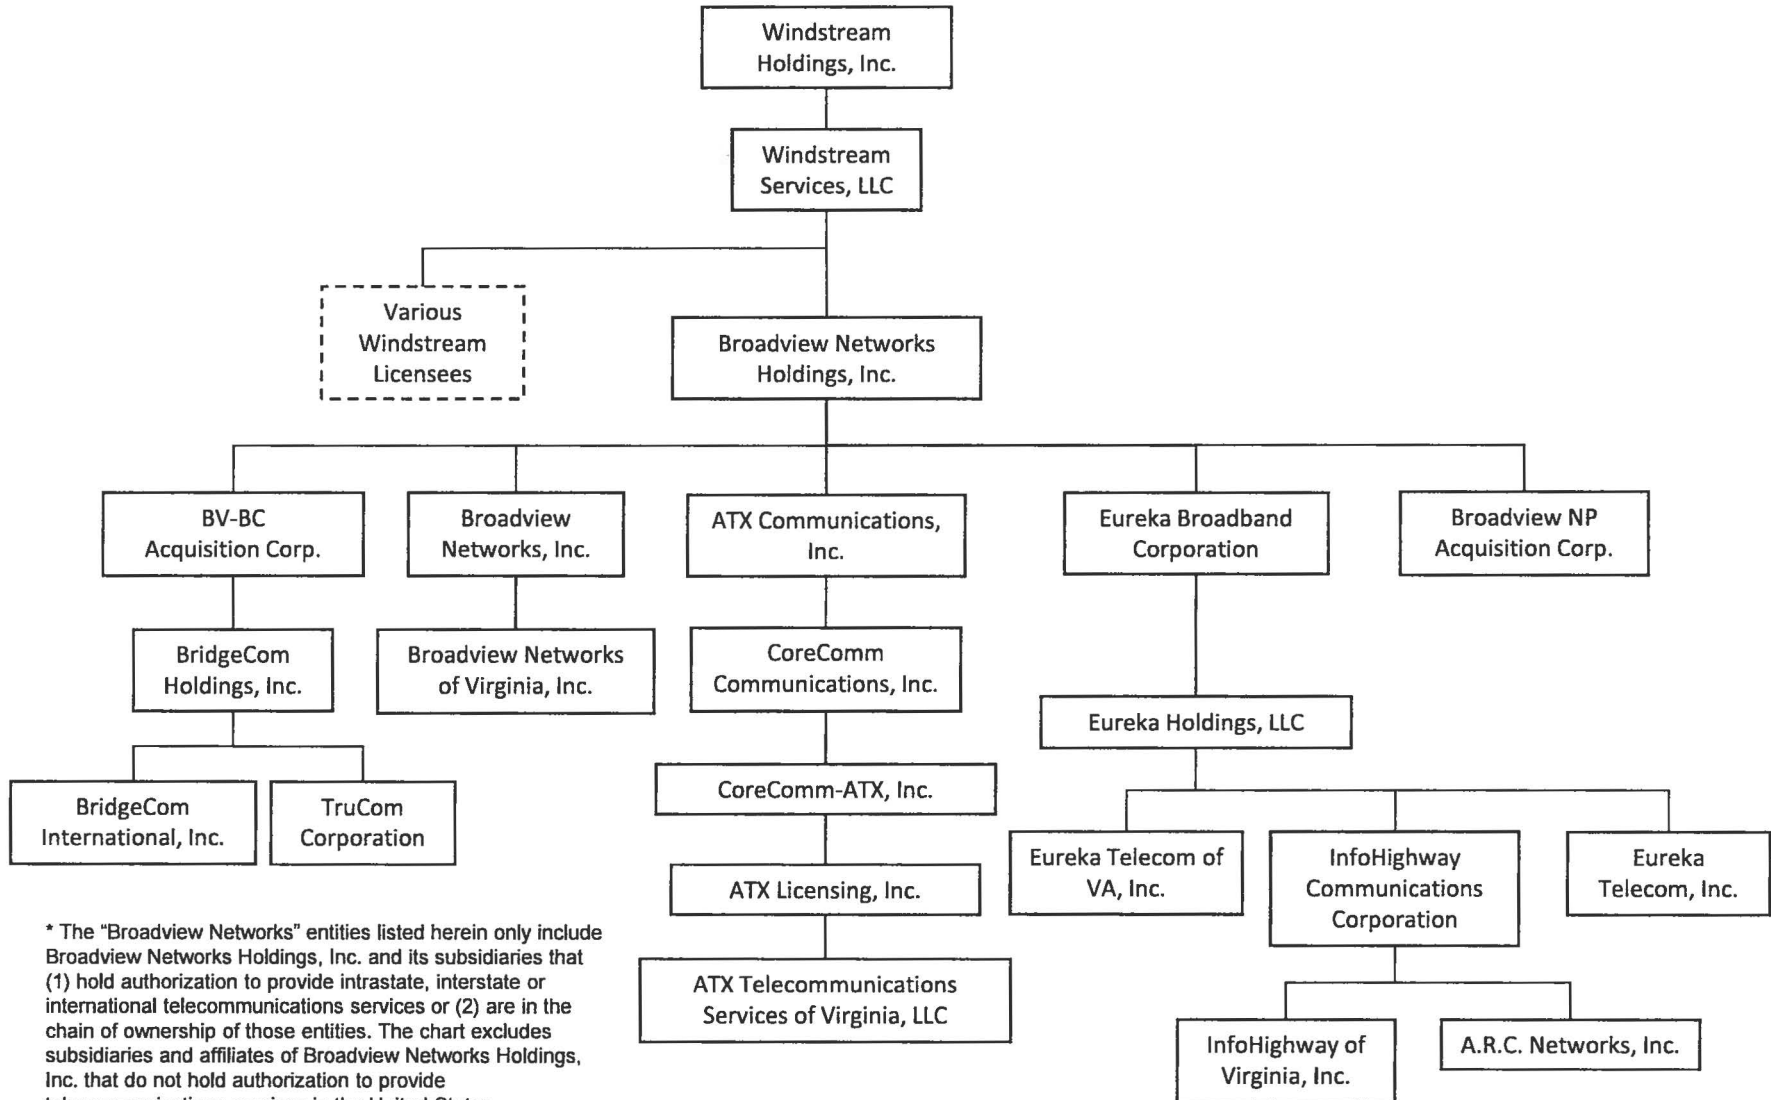 Windstream
Holdings, Inc.
Windstream
Services, LLC
Various
Windstream
Licensees
Broadview Networks
Holdings, Inc.
BV-BC
Acquisition Corp.
Broadview
Networks, Inc.
ATX Communications,
Inc.
Eureka Broadband
Corporation
Broadview NP
Acquisition Corp.
BridgeCom
Holdings, Inc.
Broadview Networks
of Virginia, Inc.
CoreComm
Communications, Inc.
Eureka Holdings, LLC
BridgeCom
International, Inc.
TruCom
Corporation
CoreComm-ATX, Inc.
Eureka Telecom of
VA, Inc.
InfoHighway
Communications
Corporation
Eureka
Telecom, Inc.
ATX Licensing, Inc.
ATX Telecommunications
Services of Virginia, LLC
InfoHighway of
Virginia, Inc.
A.R.C. Networks, Inc.
* The “Broadview Networks” entities listed herein only include
Broadview Networks Holdings, Inc. and its subsidiaries that
(1) hold authorization to provide intrastate, interstate or
international telecommunications services or (2) are in the
chain of ownership of those entities. The chart excludes
subsidiaries and affiliates of Broadview Networks Holdings,
Inc. that do not hold authorization to provide